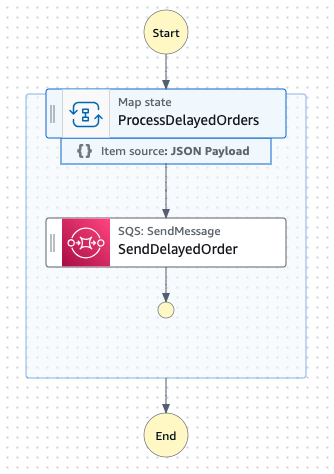 Start
Map state
ProcessDelayedOrders
{} Item source: JSON Payload
SQS: SendMessage
SendDelayedOrder
End